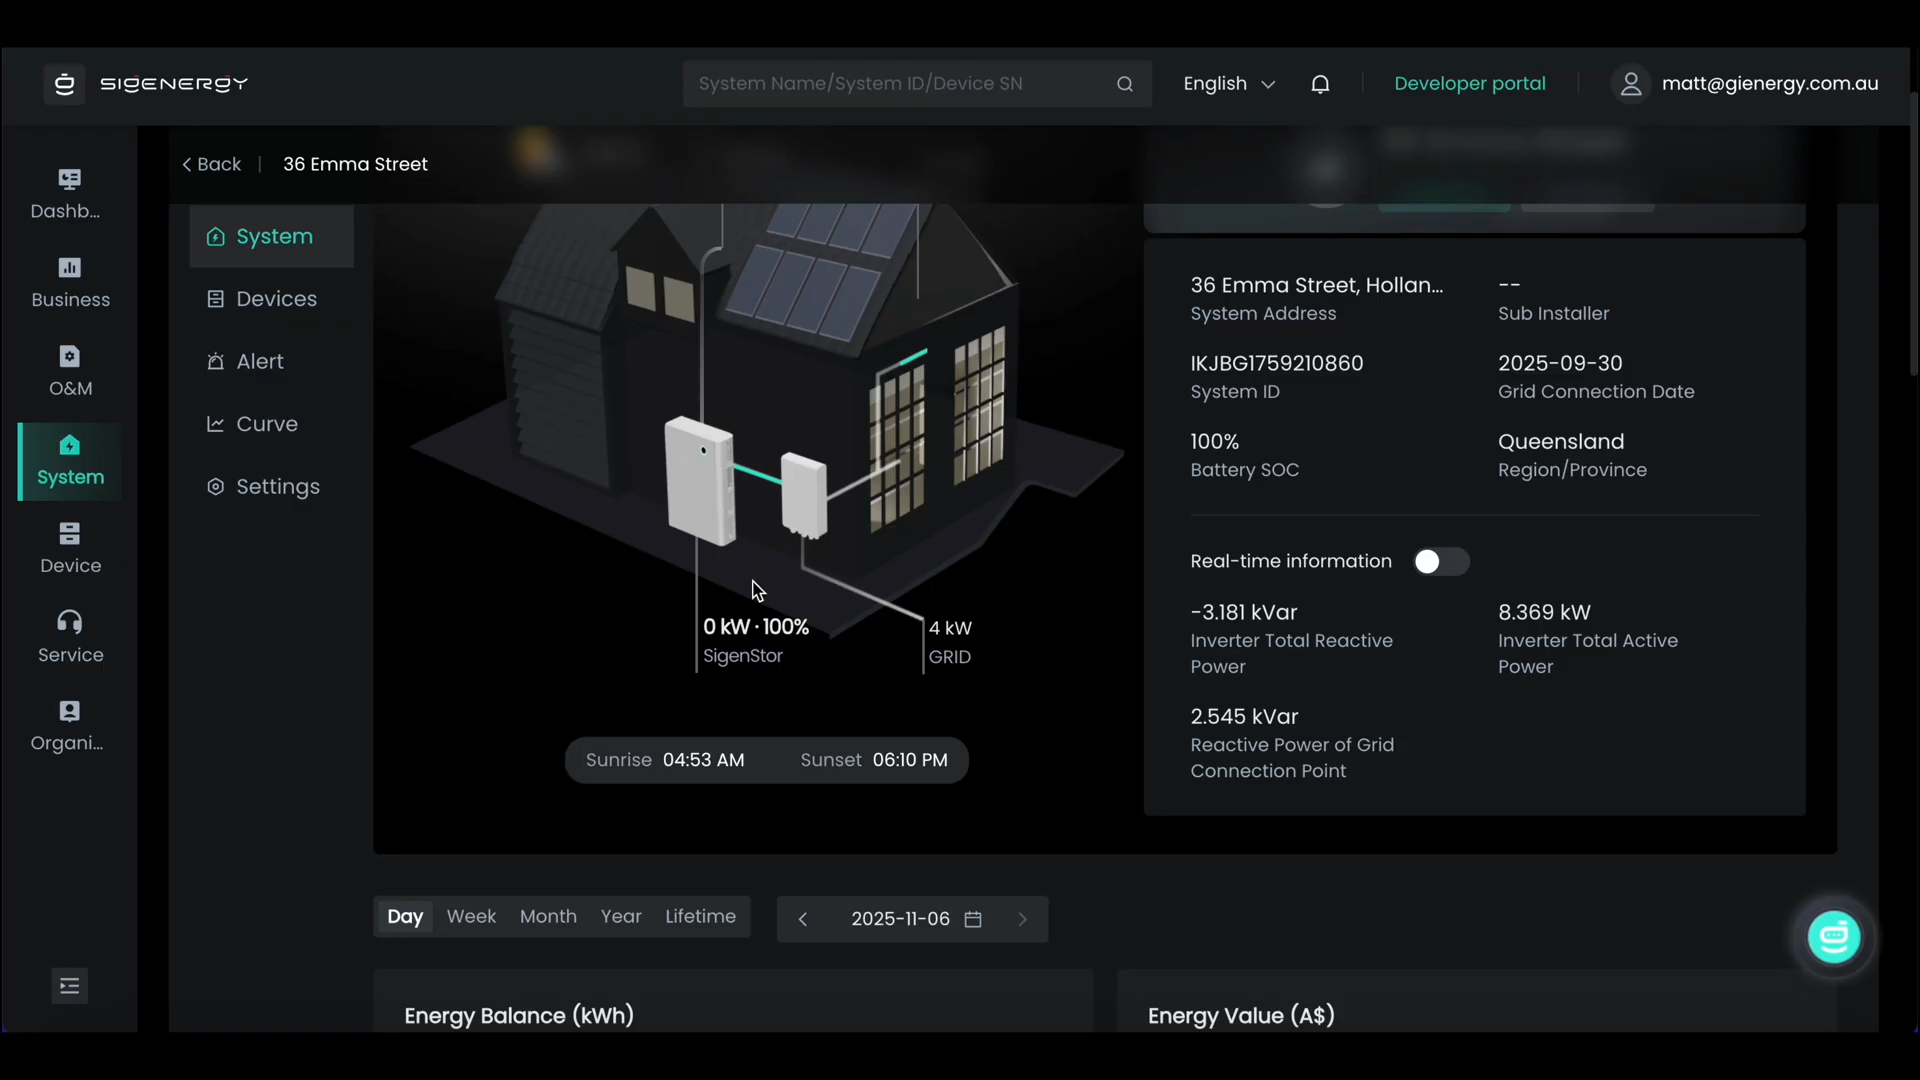 SIGENERGY
System Name/System ID/Device SN
English
Developer portal
matt@gienergy.com.au
Back | 36 Emma Street
Dashb...
Business
O&M
System
Device
Service
Organi...
System
Devices
Alert
Curve
Settings
0 kW · 100%
SigenStor
4 kW
GRID
Sunrise 04:53 AM Sunset 06:10 PM
36 Emma Street, Hollan...
System Address
--
Sub Installer
IKJBG1759210860
System ID
2025-09-30
Grid Connection Date
100%
Battery SOC
Queensland
Region/Province
Real-time information
-3.181 kVar
Inverter Total Reactive
Power
8.369 kW
Inverter Total Active
Power
2.545 kVar
Reactive Power of Grid
Connection Point
Day Week Month Year Lifetime
2025-11-06
Energy Balance (kWh)
Energy Value (A$)